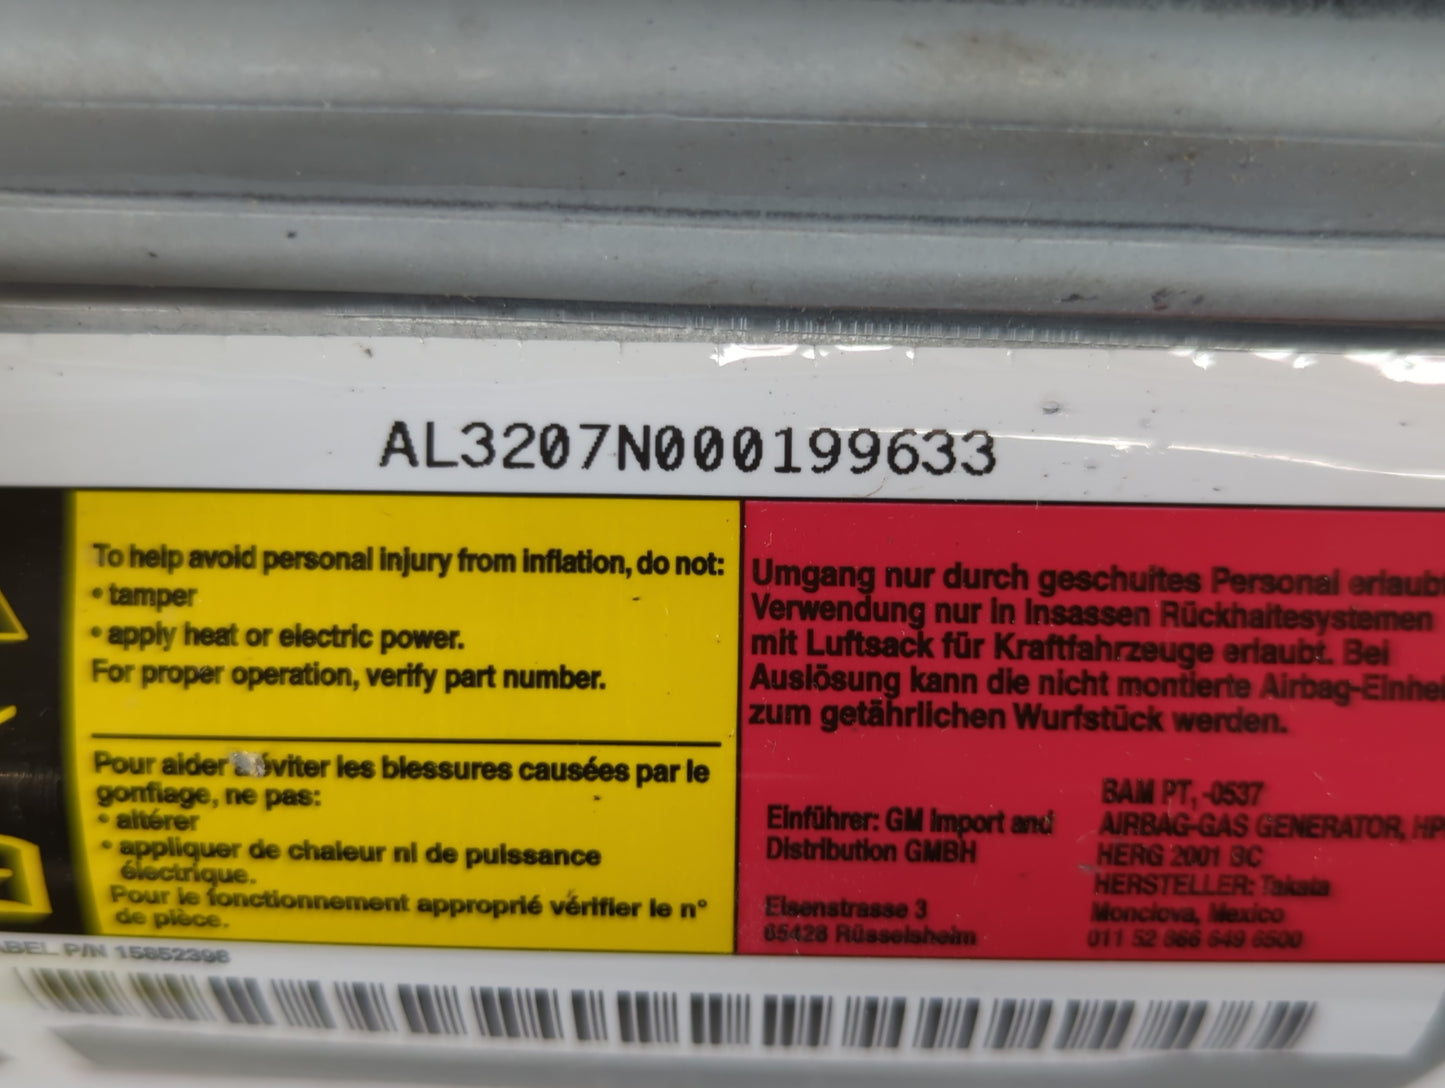 AL3207N000199633
To help avoid personal injury from inflation, do not:
• tamper
• apply heat or electric power.
For proper operation, verify part number.
Pour aider à éviter les blessures causées par le
gonflage, ne pas:
• altérer
• appliquer de chaleur ni de puissance
électrique.
Pour le fonctionnement approprié vérifier le n°
de pièce.
Umgang nur durch geschultes Personal erlaubt
Verwendung nur in Insassen Rückhaltesystemen
mit Luftsack für Kraftfahrzeuge erlaubt. Bei
Auslösung kann die nicht montierte Airbag-Einhei
zum getährlichen Wurfstück werden.
Einführer: GM Import and
Distribution GMBH
Elsenstrasse 3
65428 Rüsselsheim
BAM PT, -0537
AIRBAG-GAS GENERATOR, HP
HERG 2001 BC
HERSTELLER: Takata
Monclova, Mexico
011 52 866 649 6500
ABEL P/N 15852398